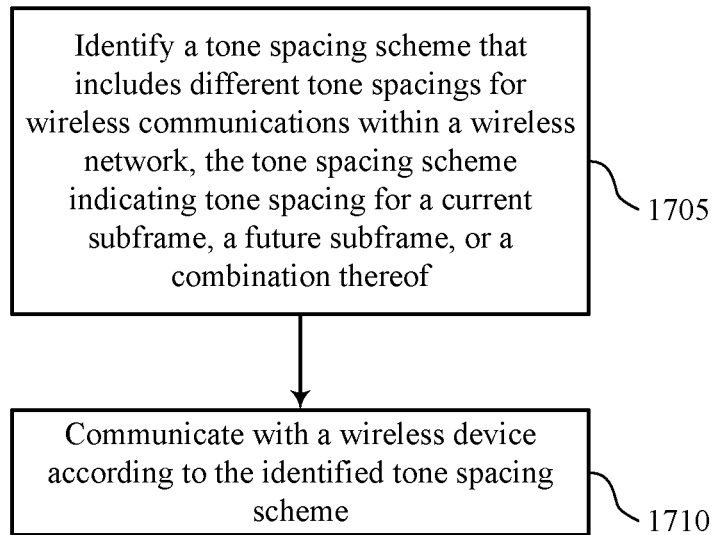 Identify a tone spacing scheme that
includes different tone spacings for
wireless communications within a wireless
network, the tone spacing scheme
indicating tone spacing for a current
subframe, a future subframe, or a
combination thereof
1705
Communicate with a wireless device
according to the identified tone spacing
scheme
1710